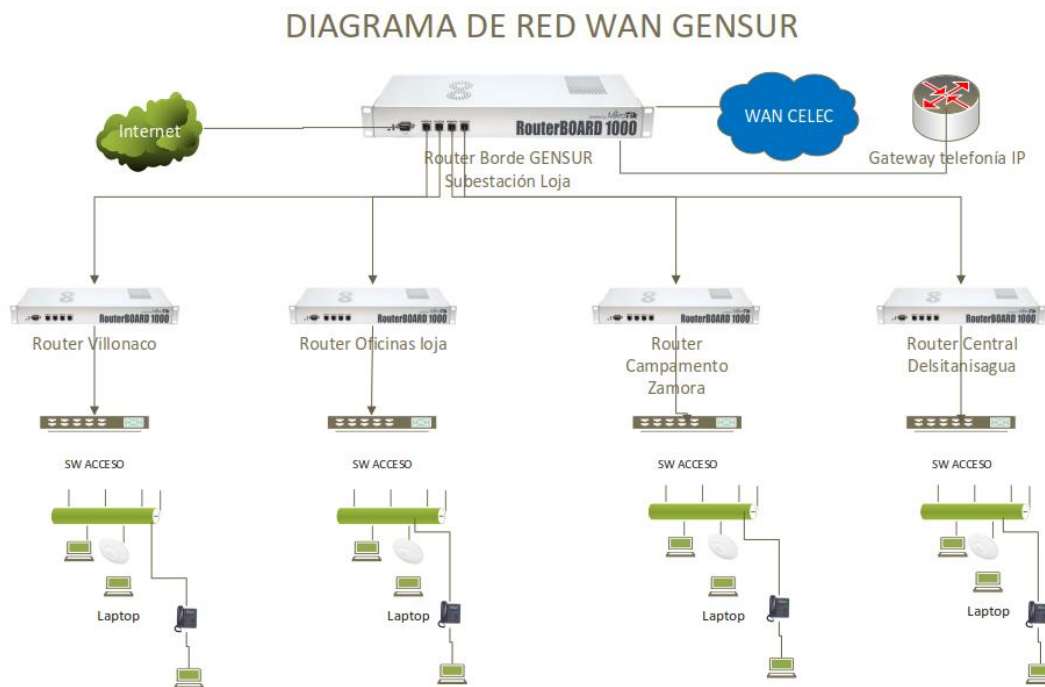 DIAGRAMA DE RED WAN GENSUR
Internet
MikroTik
RouterBOARD 1000
WAN CELEC
Router Borde GENSUR
Subestación Loja
Gateway telefonía IP
RouterBOARD 1000
RouterBOARD 1000
RouterBOARD 1000
RouterBOARD 1000
Router Villonaco
Router Oficinas loja
Router
Campamento
Zamora
Router Central
Delsitanisagua
SW ACCESO
SW ACCESO
SW ACCESO
SW ACCESO
Laptop
Laptop
Laptop
Laptop